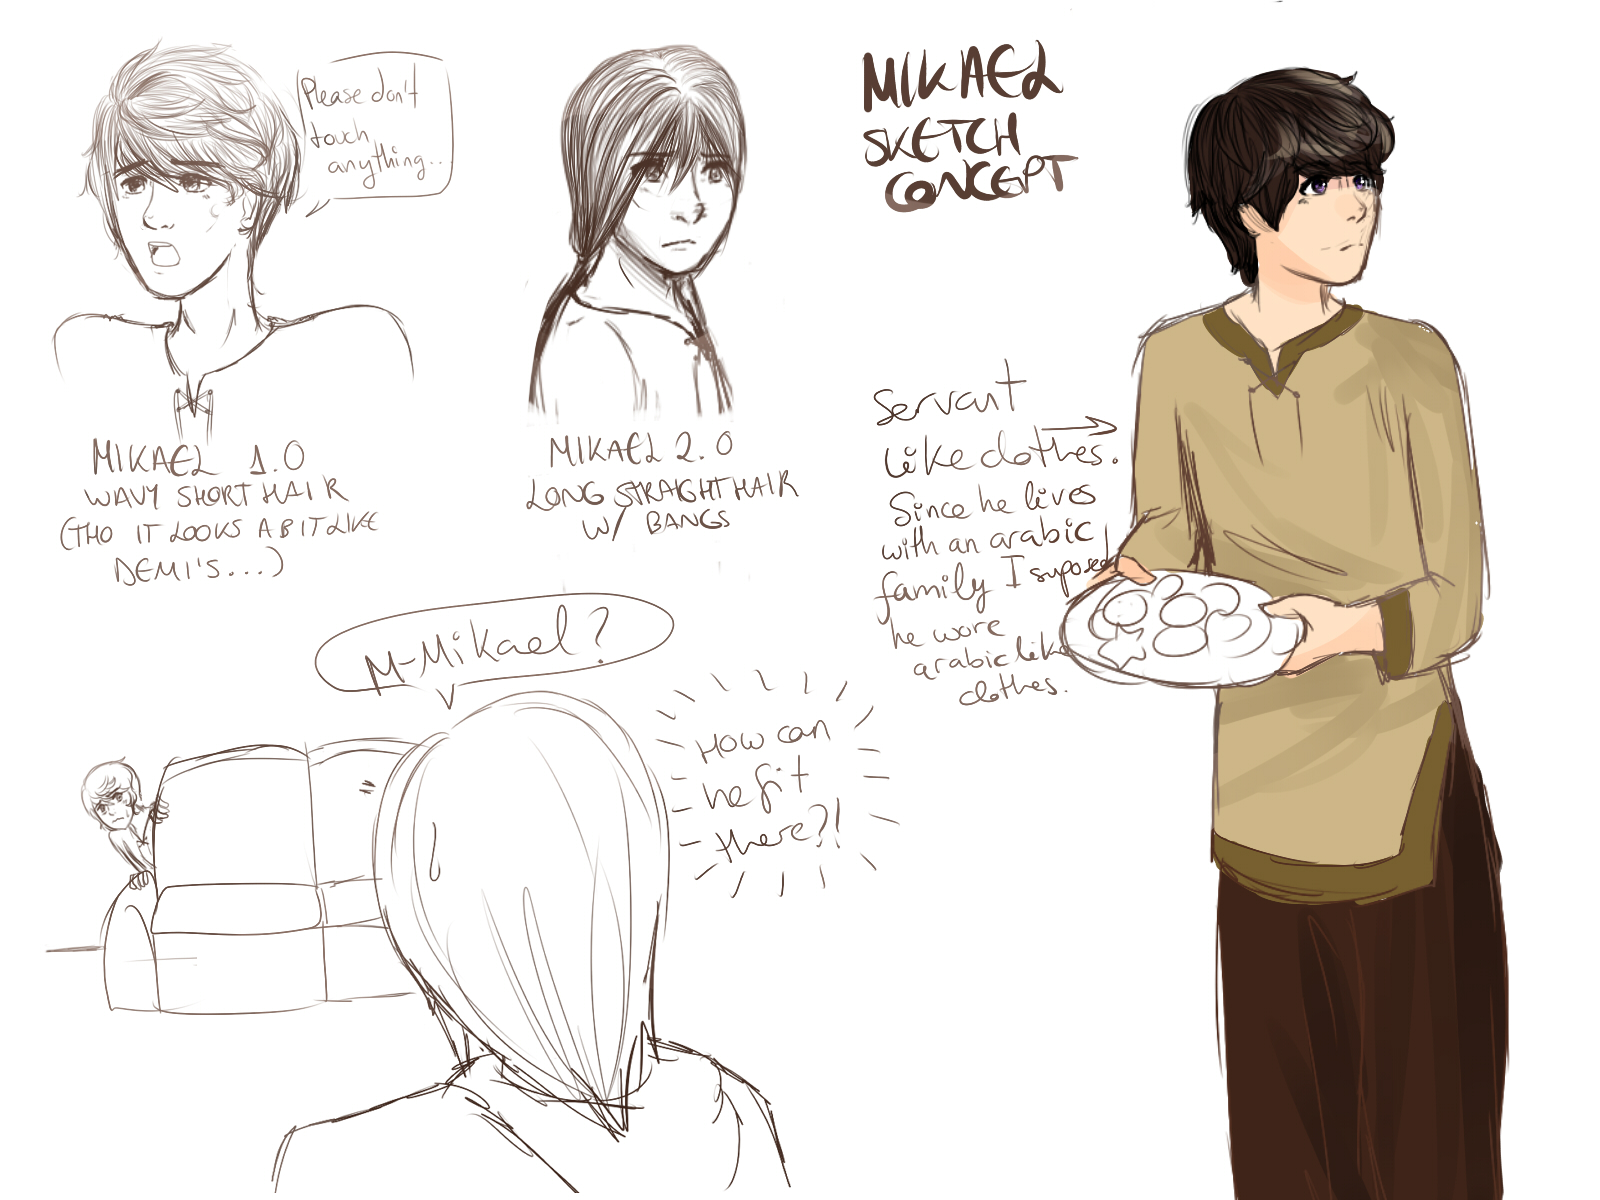 Please don't
touch
anything..
MIKAEL 1.0
WAVY SHORT HAIR
(THO IT LOOKS A BIT LIKE
DEMI'S...)
MIKAEL 2.0
LONG STRAIGHT HAIR
W/ BANGS
MIKAEL
SKETCH
CONCEPT
Servant
like clothes.
Since he lives
with an arabic
family I suposed
he wore
arabic like
clothes.
M-Mikael?
How can
he fit
there?!